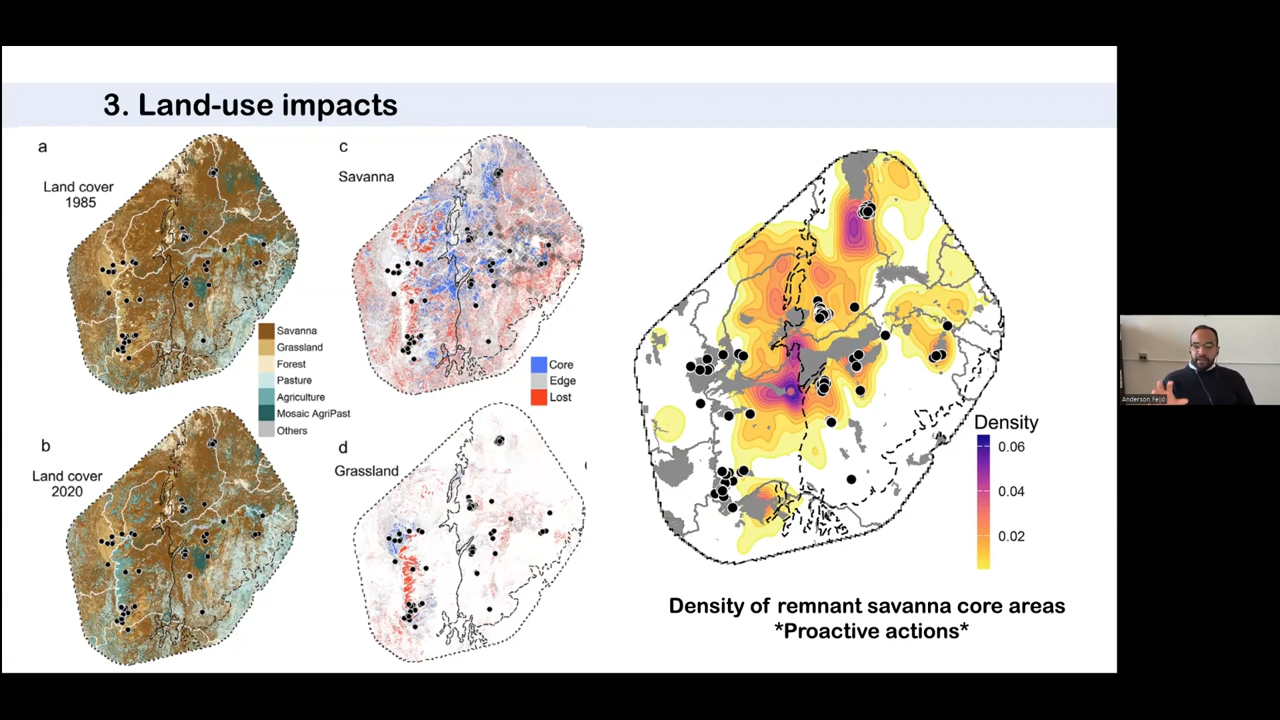 3. Land-use impacts
a
Land cover
1985
Savanna
Grassland
Forest
Pasture
Agriculture
Mosaic AgriPast
Others
b
Land cover
2020
c
Savanna
Core
Edge
Lost
d
Grassland
Density
0.06
0.04
0.02
Density of remnant savanna core areas
*Proactive actions*
Anderson Feijó